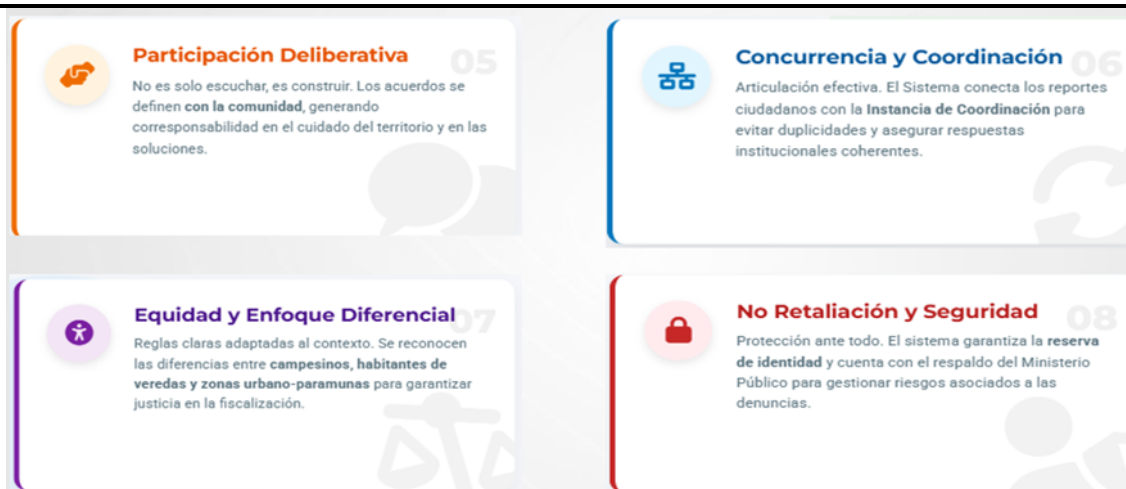 Participación Deliberativa
05
No es solo escuchar, es construir. Los acuerdos se
definen con la comunidad, generando
corresponsabilidad en el cuidado del territorio y en las
soluciones.
Concurrencia y Coordinación
06
Articulación efectiva. El Sistema conecta los reportes
ciudadanos con la Instancia de Coordinación para
evitar duplicidades y asegurar respuestas
institucionales coherentes.
Equidad y Enfoque Diferencial
07
Reglas claras adaptadas al contexto. Se reconocen
las diferencias entre campesinos, habitantes de
veredas y zonas urbano-paramunas para garantizar
justicia en la fiscalización.
No Retaliación y Seguridad
08
Protección ante todo. El sistema garantiza la reserva
de identidad y cuenta con el respaldo del Ministerio
Público para gestionar riesgos asociados a las
denuncias.